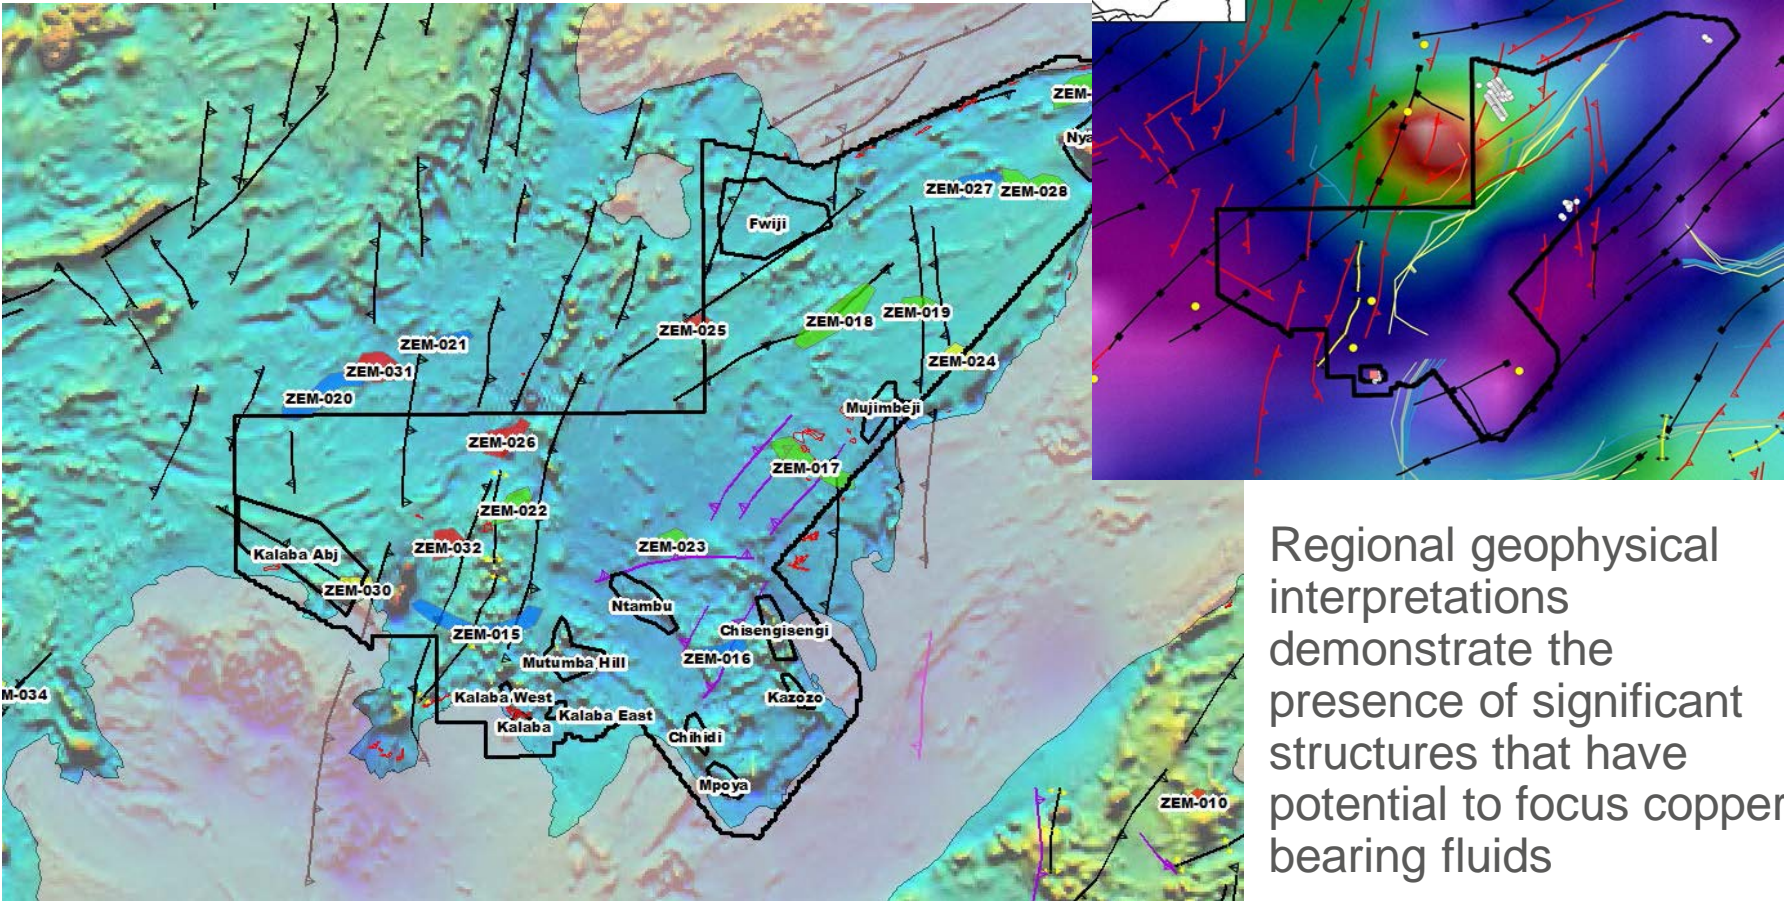 ZEM-
Nya
ZEM-027 ZEM-028
Fwiji
ZEM-018 ZEM-019
ZEM-025
ZEM-021
ZEM-024
ZEM-031
ZEM-020
Mujimbeji
ZEM-026
ZEM-017
ZEM-022
ZEM-032
ZEM-023
Kalaba Abj
ZEM-030
Ntambu
ZEM-015
Chisengisengi
Mutumba Hill
ZEM-016
M-034
Kalaba West
Kazozo
Kalaba East
Kalaba
Chihidi
Mpoya
ZEM-010
Regional geophysical
interpretations
demonstrate the
presence of significant
structures that have
potential to focus copper
bearing fluids